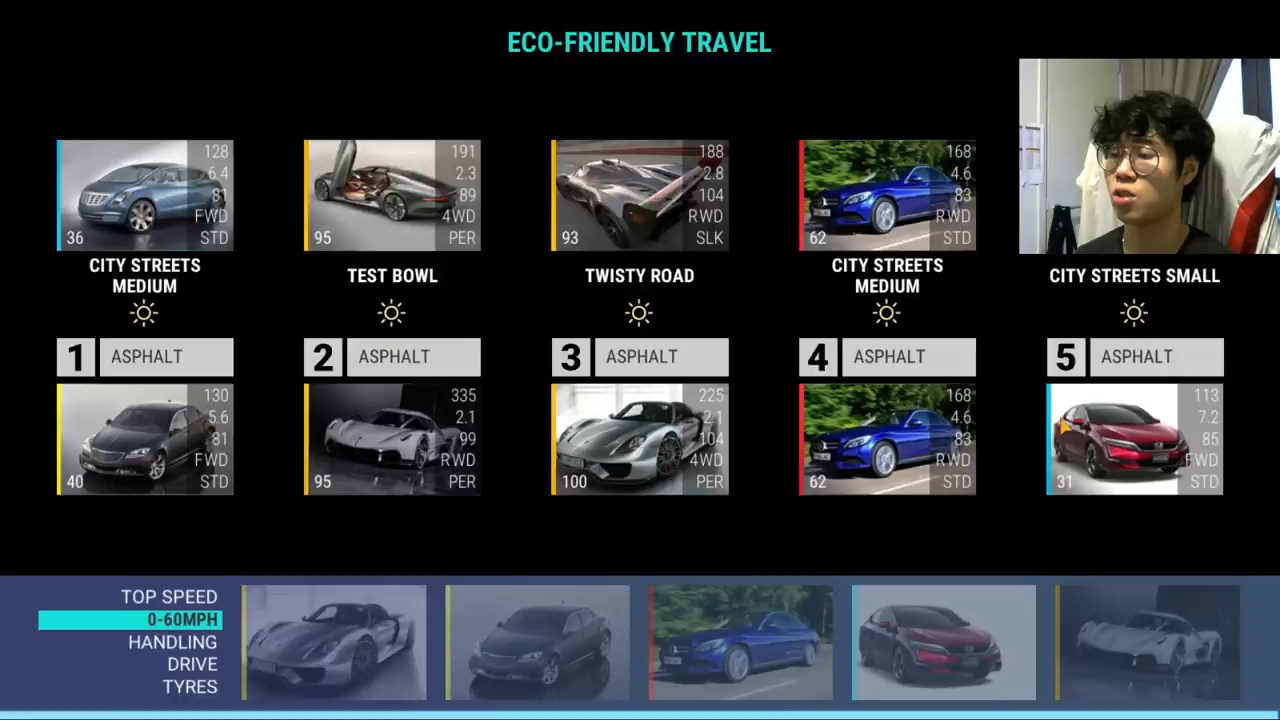 ECO-FRIENDLY TRAVEL
128
6.4
81
FWD
STD
36
191
2.3
89
4WD
PER
95
188
2.8
104
RWD
SLK
93
168
4.6
83
RWD
STD
62
CITY STREETS
MEDIUM
TEST BOWL
TWISTY ROAD
CITY STREETS
MEDIUM
CITY STREETS SMALL
1 ASPHALT
2 ASPHALT
3 ASPHALT
4 ASPHALT
5 ASPHALT
130
5.6
81
FWD
STD
40
335
2.1
99
RWD
PER
95
225
2.1
104
4WD
PER
100
168
4.6
83
RWD
STD
62
113
7.2
85
FWD
STD
31
TOP SPEED
0-60MPH
HANDLING
DRIVE
TYRES